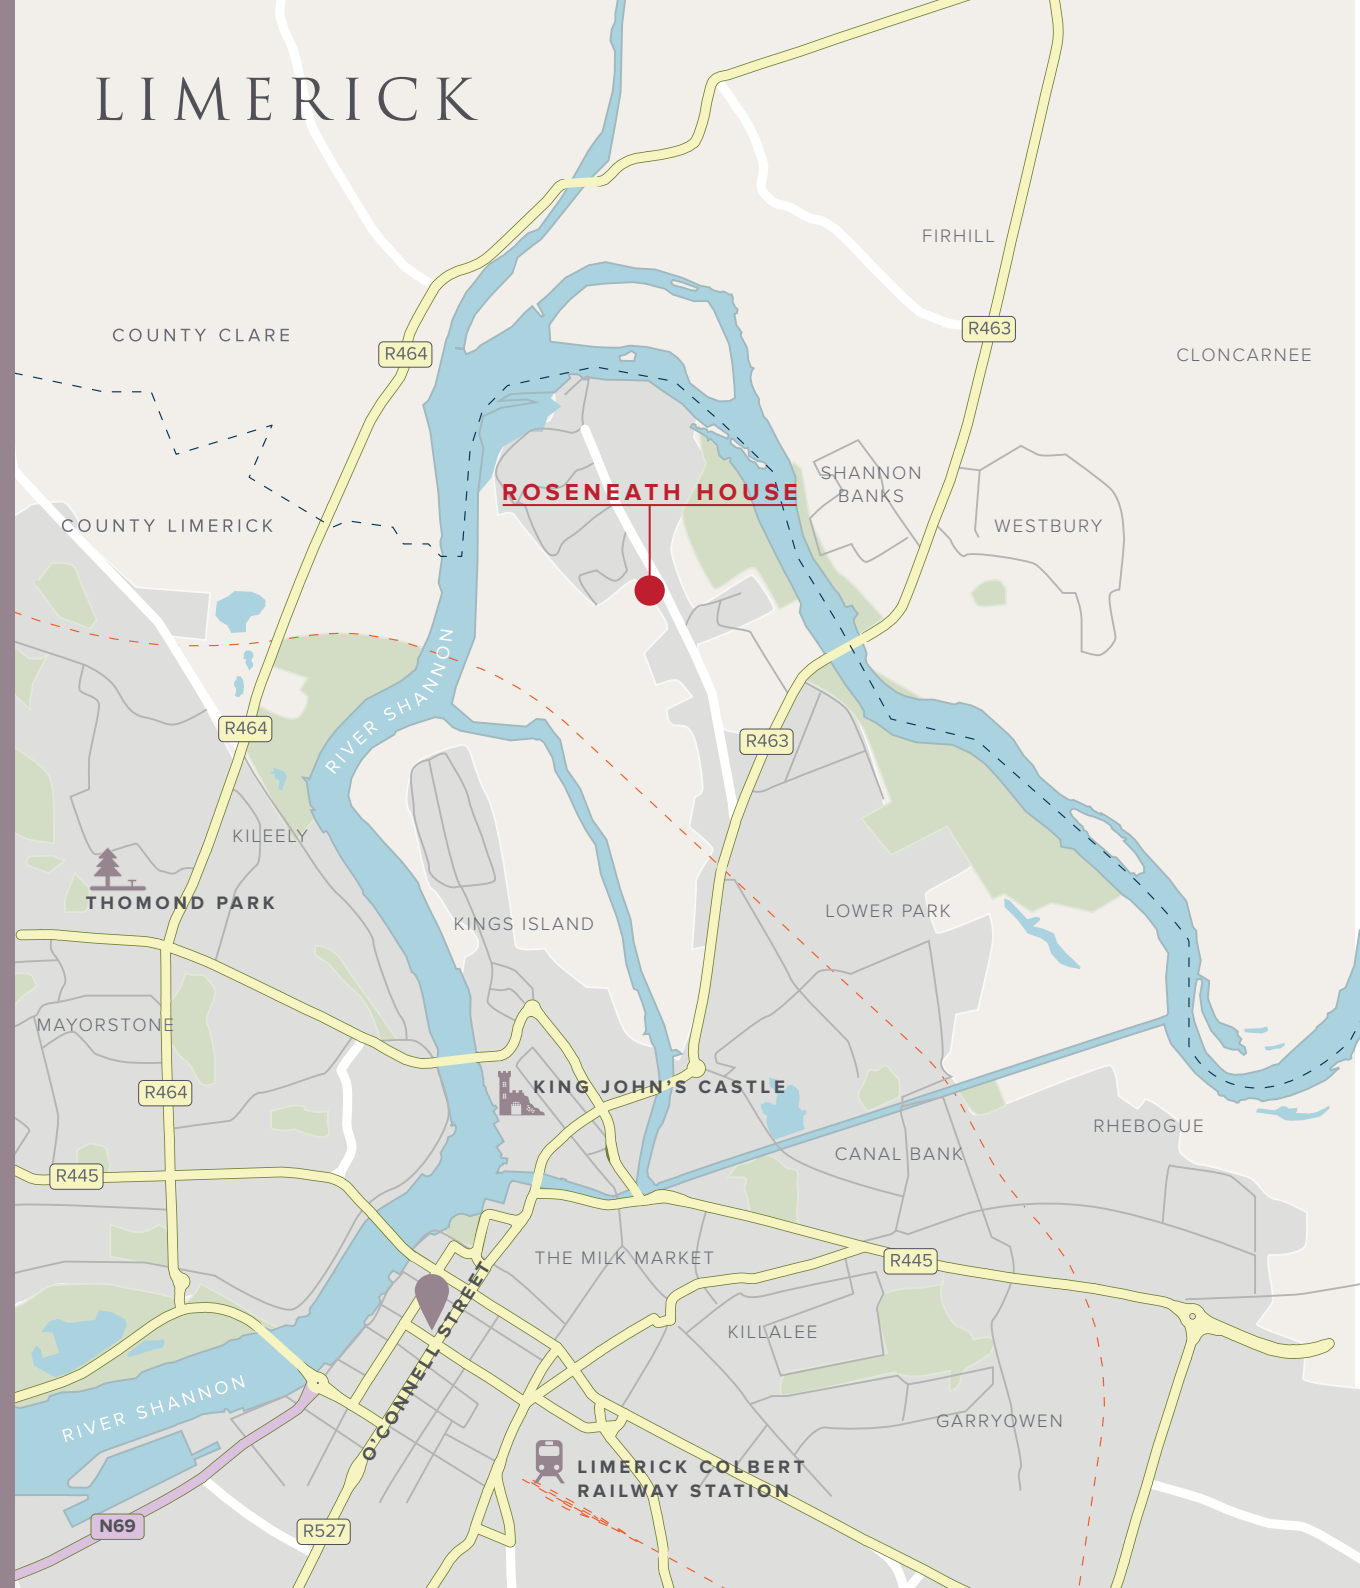 LIMERICK
FIRHILL
R463
COUNTY CLARE
R464
CLONCARNEE
SHANNON
BANKS
ROSENEATH HOUSE
COUNTY LIMERICK
WESTBURY
RIVER SHANNON
R464
R463
KILEELY
THOMOND PARK
KINGS ISLAND
LOWER PARK
MAYORSTONE
R464
KING JOHN'S CASTLE
RHEBOGUE
CANAL BANK
R445
THE MILK MARKET
R445
O'CONNELL STREET
KILLALEE
RIVER SHANNON
GARRYOWEN
LIMERICK COLBERT
RAILWAY STATION
N69
R527